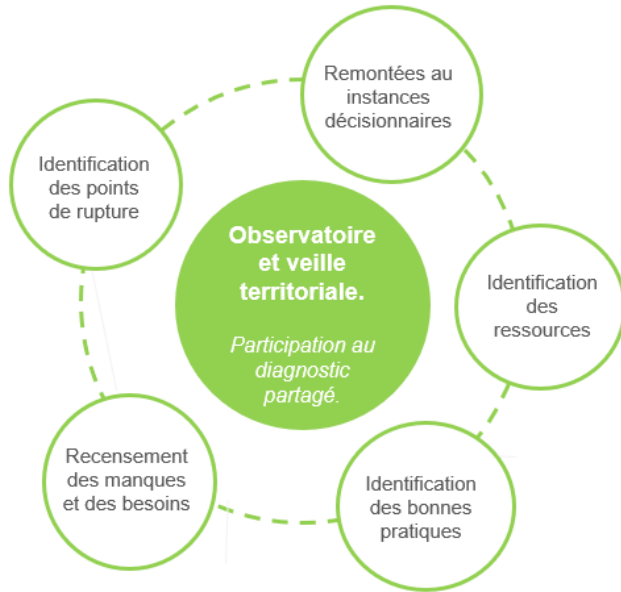 Remontées au
instances
décisionnaires
Identification
des points
de rupture
Observatoire
et veille
territoriale.
Participation au
diagnostic
partagé.
Identification
des
ressources
Recensement
des manques
et des besoins
Identification
des bonnes
pratiques